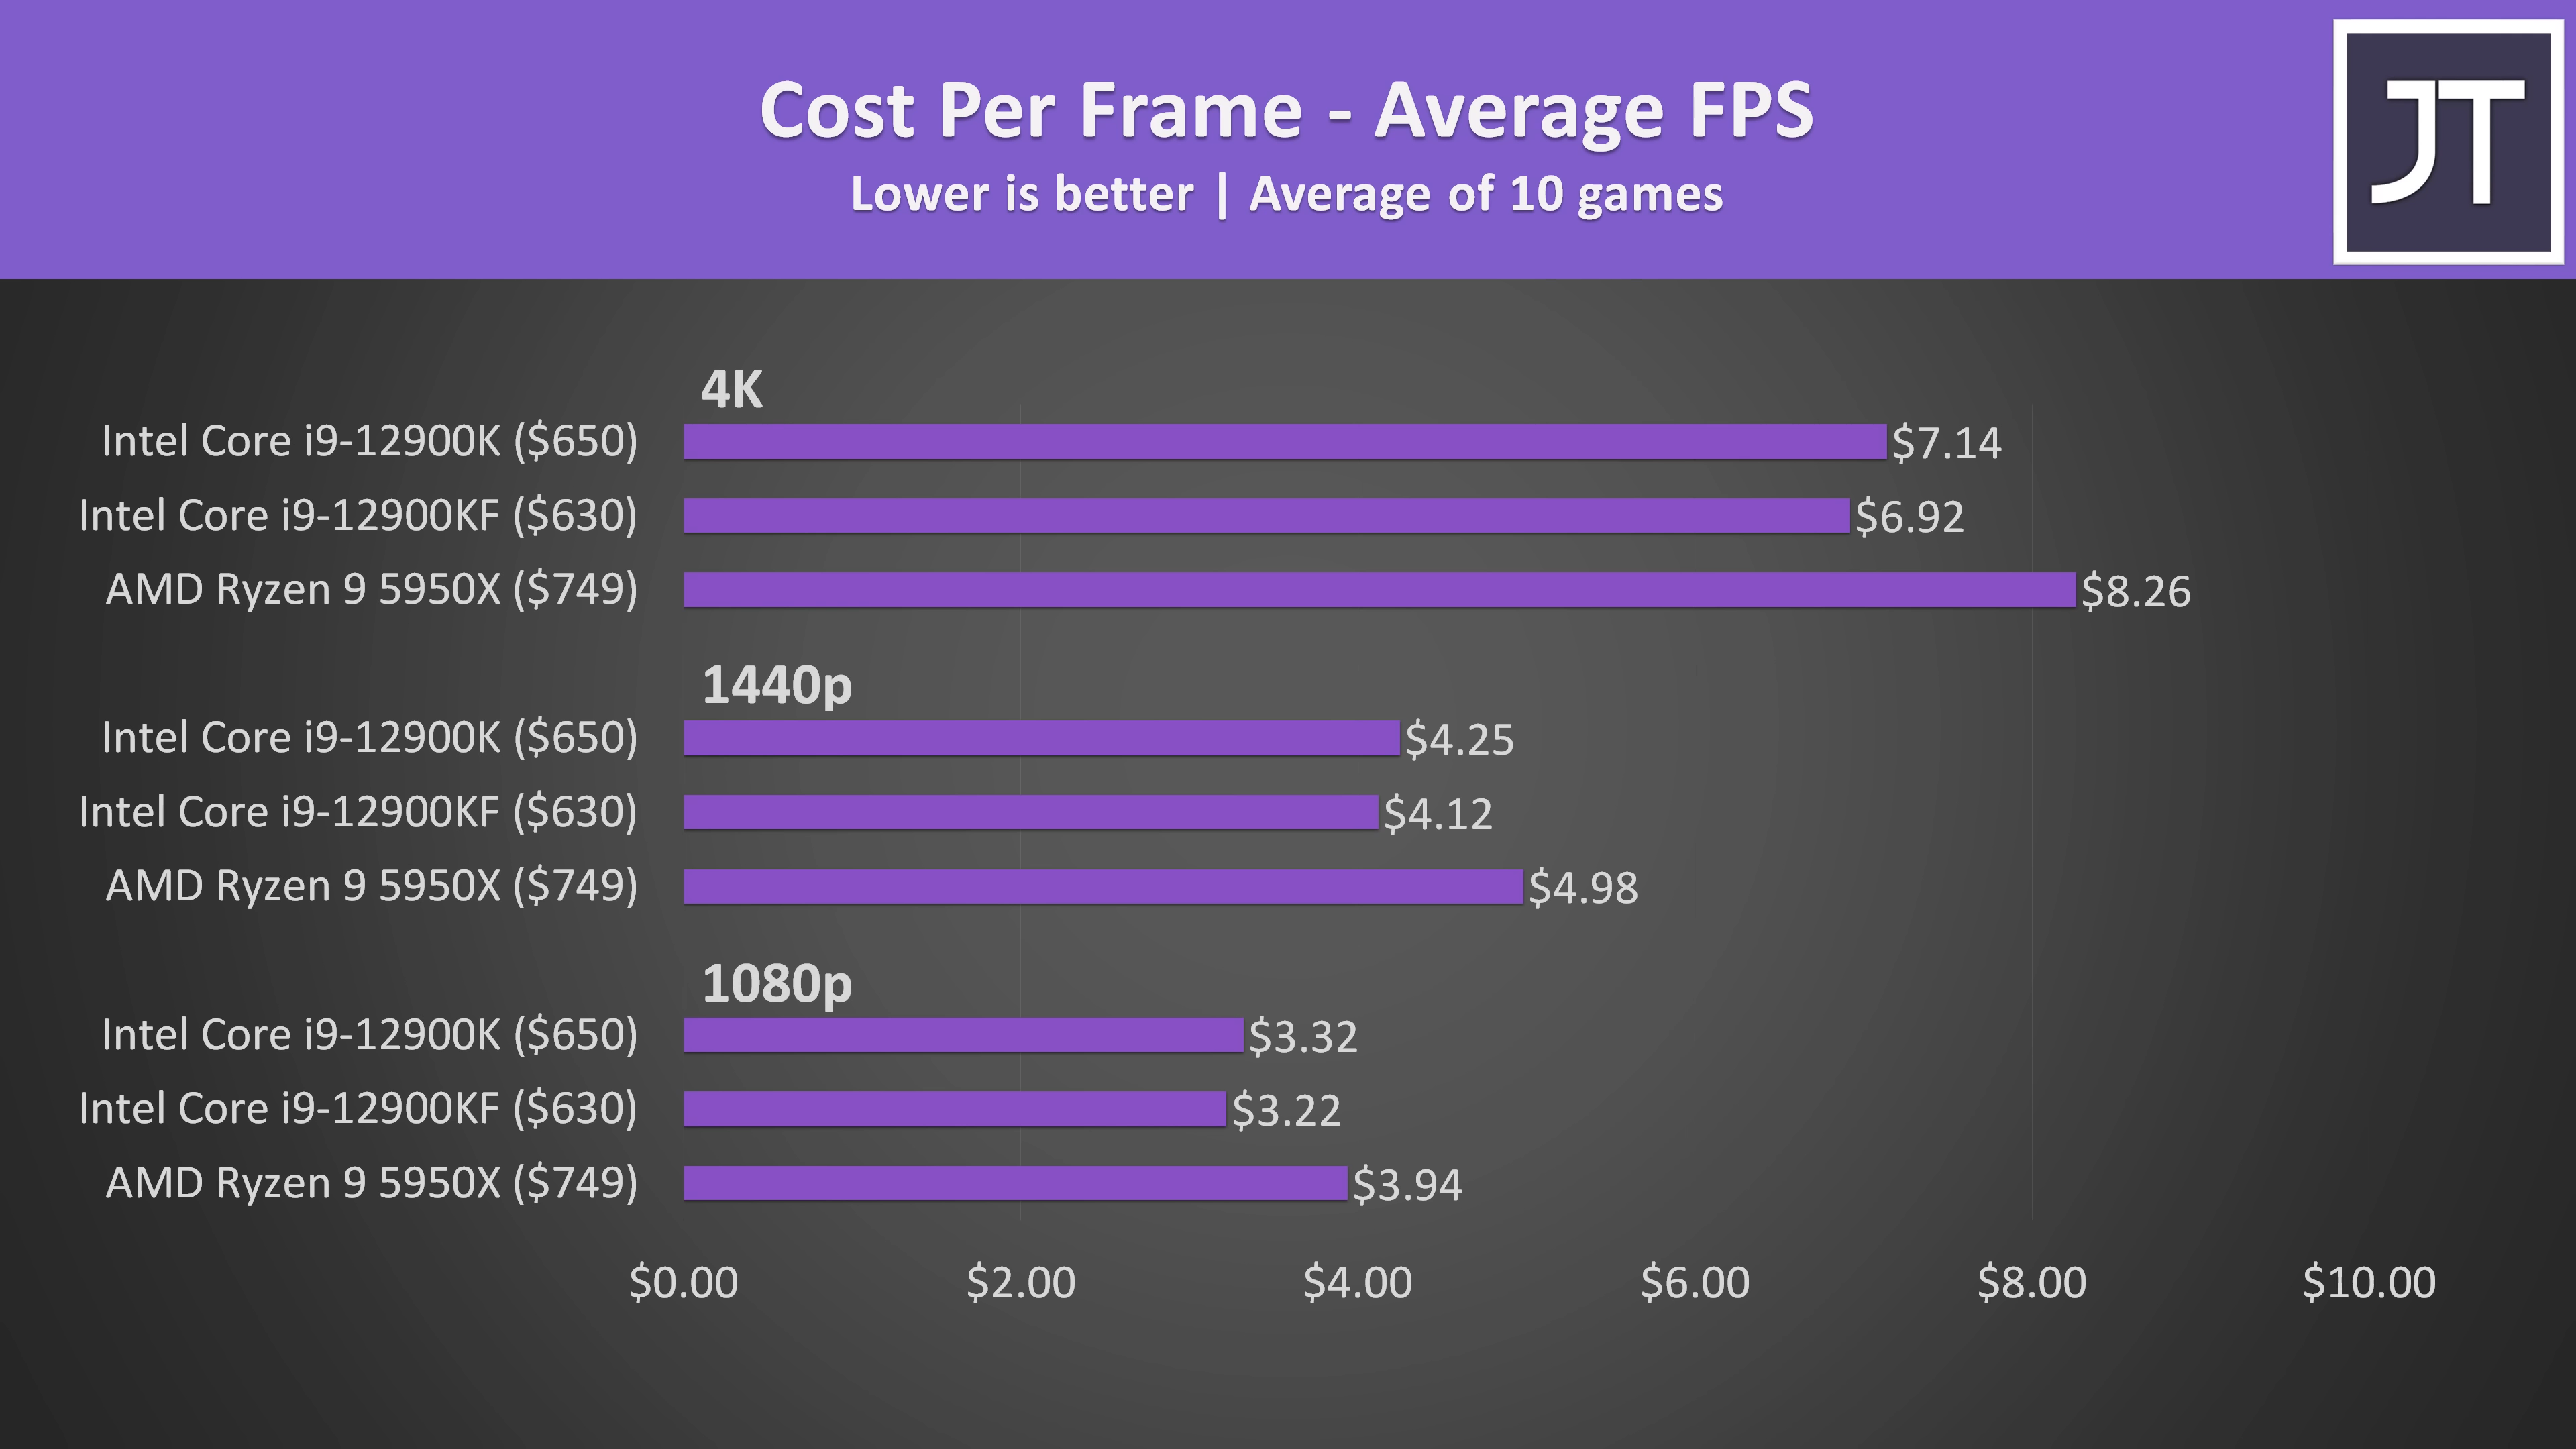 Cost Per Frame - Average FPS
Lower is better | Average of 10 games
JT
4K
Intel Core i9-12900K ($650) $7.14
Intel Core i9-12900KF ($630) $6.92
AMD Ryzen 9 5950X ($749) $8.26
1440p
Intel Core i9-12900K ($650) $4.25
Intel Core i9-12900KF ($630) $4.12
AMD Ryzen 9 5950X ($749) $4.98
1080p
Intel Core i9-12900K ($650) $3.32
Intel Core i9-12900KF ($630) $3.22
AMD Ryzen 9 5950X ($749) $3.94
$0.00 $2.00 $4.00 $6.00 $8.00 $10.00